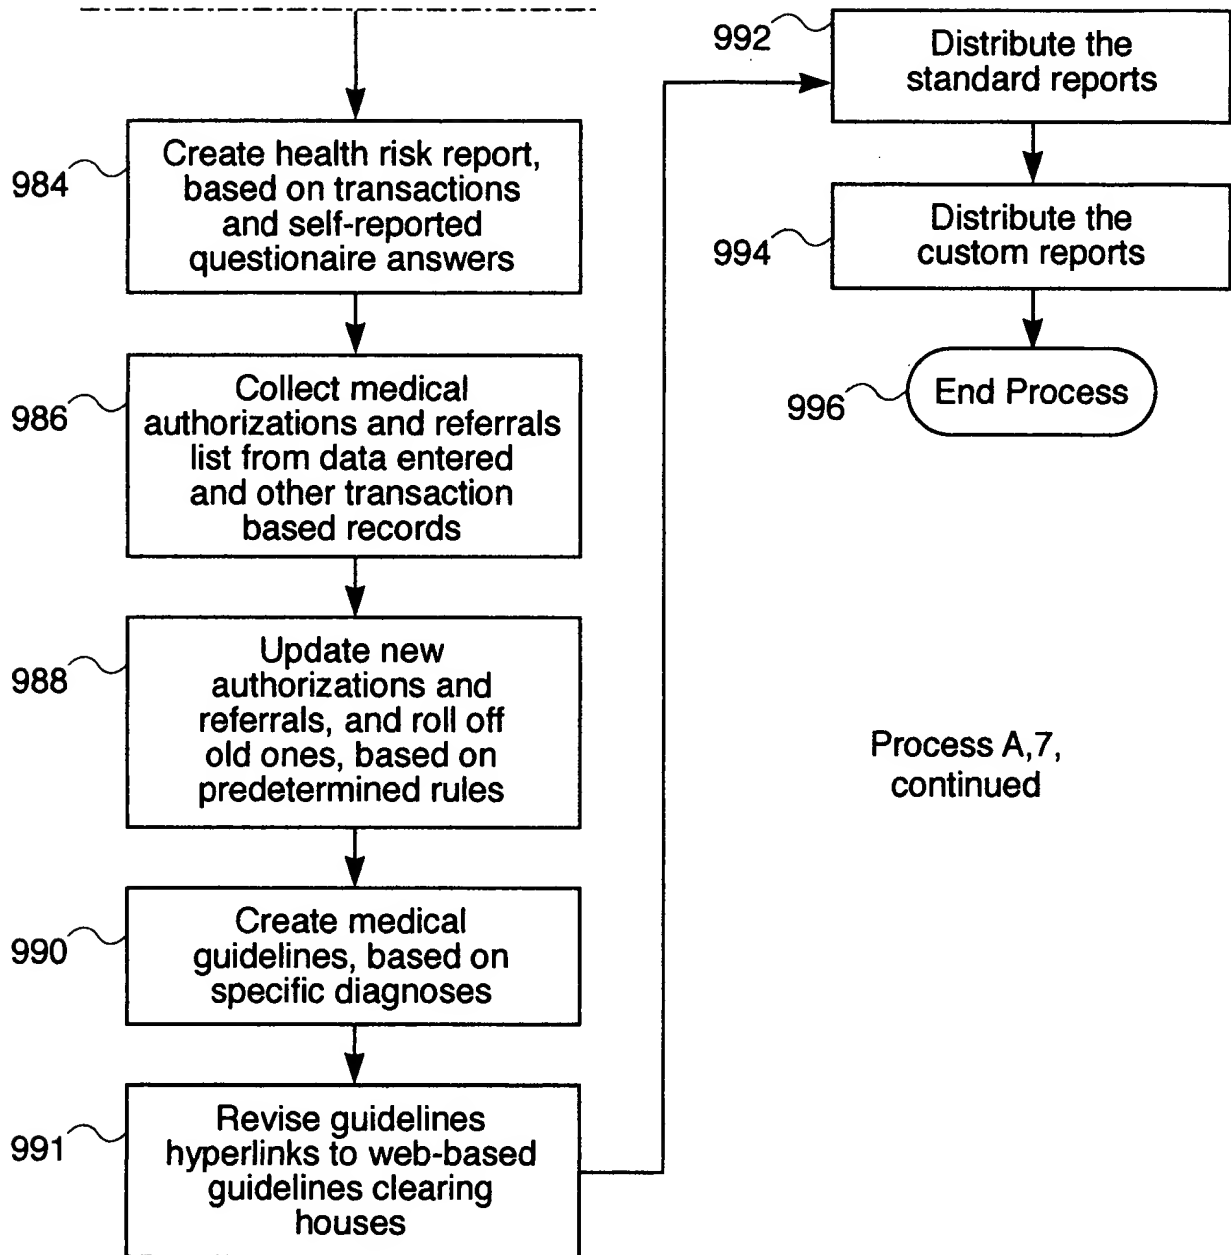 984
Create health risk report,
based on transactions
and self-reported
questionaire answers
986
Collect medical
authorizations and referrals
list from data entered
and other transaction
based records
988
Update new
authorizations and
referrals, and roll off
old ones, based on
predetermined rules
990
Create medical
guidelines, based on
specific diagnoses
991
Revise guidelines
hyperlinks to web-based
guidelines clearing
houses
992
Distribute the
standard reports
994
Distribute the
custom reports
996
End Process
Process A,7,
continued